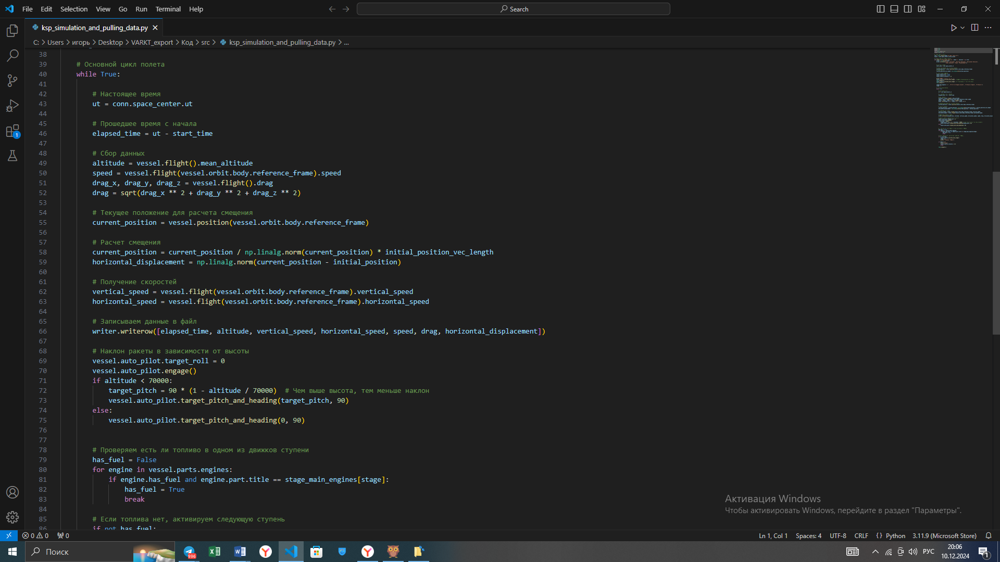 File Edit Selection View Go Run Terminal Help
Search
ksp_simulation_and_pulling_data.py
C: > Users > игорь > Desktop > VARKT_export > Код > src > ksp_simulation_and_pulling_data.py > ...
38
39 # Основной цикл полета
40 while True:
41
42 # Настоящее время
43 ut = conn.space_center.ut
44
45 # Прошедшее время с начала
46 elapsed_time = ut - start_time
47
48 # Сбор данных
49 altitude = vessel.flight().mean_altitude
50 speed = vessel.flight(vessel.orbit.body.reference_frame).speed
51 drag_x, drag_y, drag_z = vessel.flight().drag
52 drag = sqrt(drag_x ** 2 + drag_y ** 2 + drag_z ** 2)
53
54 # Текущее положение для расчета смещения
55 current_position = vessel.position(vessel.orbit.body.reference_frame)
56
57 # Расчет смещения
58 current_position = current_position / np.linalg.norm(current_position) * initial_position_vec_length
59 horizontal_displacement = np.linalg.norm(current_position - initial_position)
60
61 # Получение скоростей
62 vertical_speed = vessel.flight(vessel.orbit.body.reference_frame).vertical_speed
63 horizontal_speed = vessel.flight(vessel.orbit.body.reference_frame).horizontal_speed
64
65 # Записываем данные в файл
66 writer.writerow([elapsed_time, altitude, vertical_speed, horizontal_speed, speed, drag, horizontal_displacement])
67
68 # Наклон ракеты в зависимости от высоты
69 vessel.auto_pilot.target_roll = 0
70 vessel.auto_pilot.engage()
71 if altitude < 70000:
72 target_pitch = 90 * (1 - altitude / 70000) # Чем выше высота, тем меньше наклон
73 vessel.auto_pilot.target_pitch_and_heading(target_pitch, 90)
74 else:
75 vessel.auto_pilot.target_pitch_and_heading(0, 90)
76
77
78 # Проверяем есть ли топливо в одном из движков ступени
79 has_fuel = False
80 for engine in vessel.parts.engines:
81 if engine.has_fuel and engine.part.title == stage_main_engines[stage]:
82 has_fuel = True
83 break
84
85 # Если топлива нет, активируем следующую ступень
86 if not has_fuel:
1
Активация Windows
Чтобы активировать Windows, перейдите в раздел "Параметры".
0 0 0
Ln 1, Col 1 Spaces: 4 UTF-8 CRLF {} Python 3.11.9 (Microsoft Store)
Поиск
996
РУС
20:06
10.12.2024
1